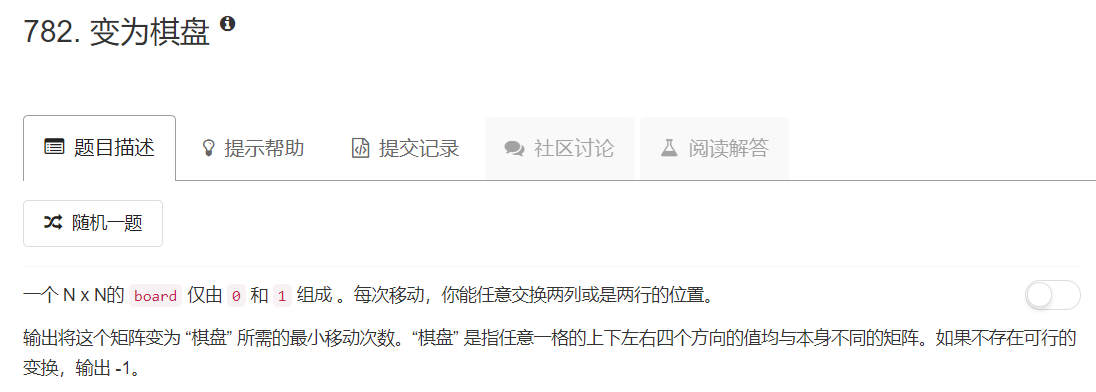 782. 变为棋盘
题目描述 提示帮助 提交记录 社区讨论 阅读解答
随机一题
一个 N x N的 board 仅由 0 和 1 组成 。每次移动，你能任意交换两列或是两行的位置。
输出将这个矩阵变为 “棋盘” 所需的最小移动次数。“棋盘” 是指任意一格的上下左右四个方向的值均与本身不同的矩阵。如果不存在可行的
变换，输出 -1。